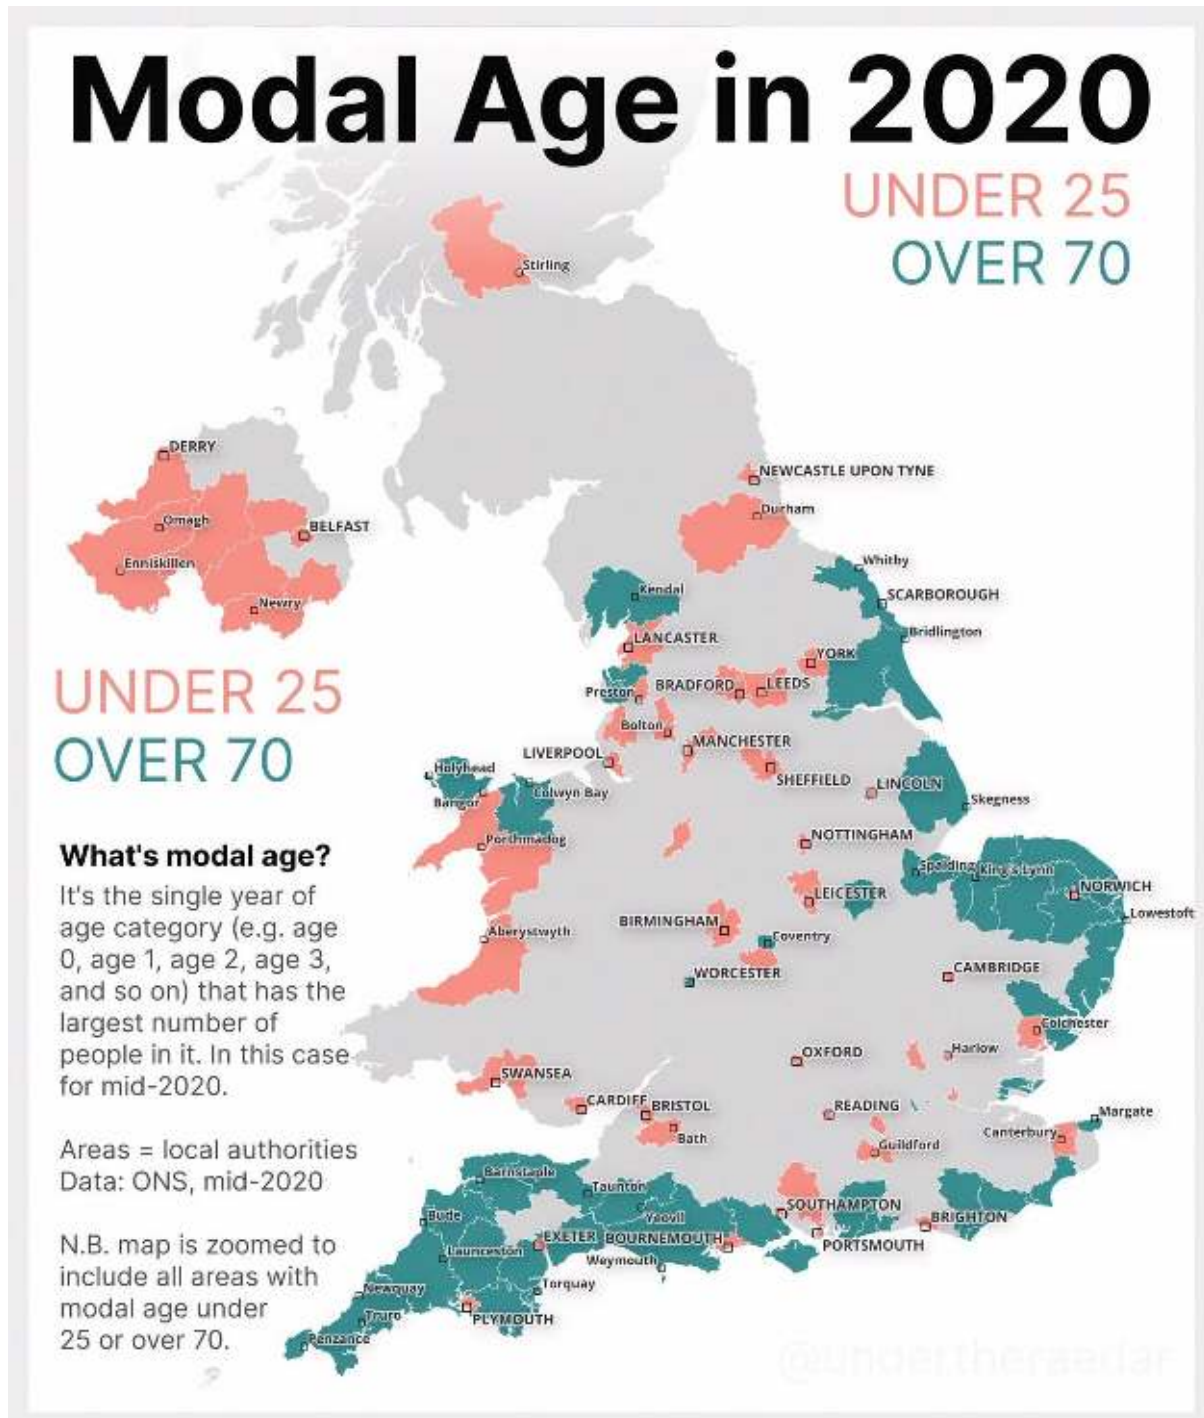 Modal Age in 2020
UNDER 25
OVER 70
Stirling
DERRY
Omagh
BELFAST
Enniskillen
Newry
NEWCASTLE UPON TYNE
Durham
Whitby
Kendal
SCARBOROUGH
Bridlington
LANCASTER
YORK
Preston
BRADFORD
LEEDS
Bolton
MANCHESTER
LIVERPOOL
SHEFFIELD
LINCOLN
Skegness
Holyhead
Colwyn Bay
Bangor
Porthmadog
NOTTINGHAM
Spalding
King's Lynn
NORWICH
LEICESTER
Lowestoft
BIRMINGHAM
Coventry
Aberystwyth
WORCESTER
CAMBRIDGE
Colchester
OXFORD
Harlow
SWANSEA
CARDIFF
BRISTOL
READING
Margate
Bath
Guildford
Canterbury
Barnstaple
Taunton
SOUTHAMPTON
Bude
Yeovil
BRIGHTON
EXETER
BOURNEMOUTH
PORTSMOUTH
Launceston
Weymouth
Newquay
Torquay
Truro
PLYMOUTH
Penzance
UNDER 25
OVER 70
What's modal age?
It's the single year of
age category (e.g. age
0, age 1, age 2, age 3,
and so on) that has the
largest number of
people in it. In this case
for mid-2020.
Areas = local authorities
Data: ONS, mid-2020
N.B. map is zoomed to
include all areas with
modal age under
25 or over 70.